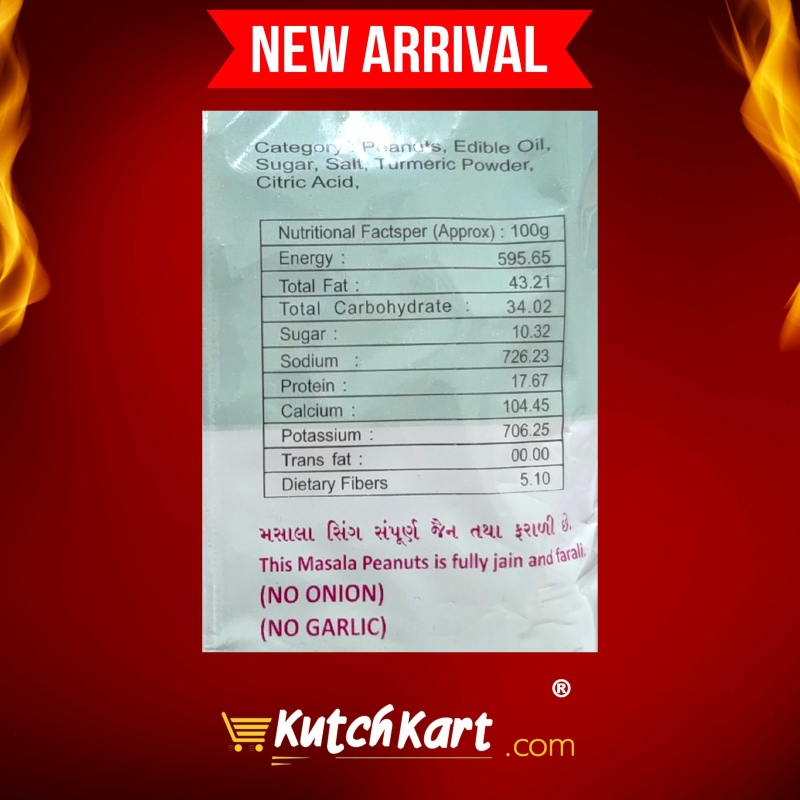 NEW ARRIVAL
Category : Peanuts, Edible Oil,
Sugar, Salt, Turmeric Powder,
Citric Acid,
Nutritional Factsper (Approx) : 100g
Energy : 595.65
Total Fat : 43.21
Total Carbohydrate : 34.02
Sugar : 10.32
Sodium : 726.23
Protein : 17.67
Calcium : 104.45
Potassium : 706.25
Trans fat : 00.00
Dietary Fibers 5.10
મસાલા સિંગ સંપૂર્ણ જૈન તથા ફરાળી છે.
This Masala Peanuts is fully jain and farali.
(NO ONION)
(NO GARLIC)
®
KutchKart.com